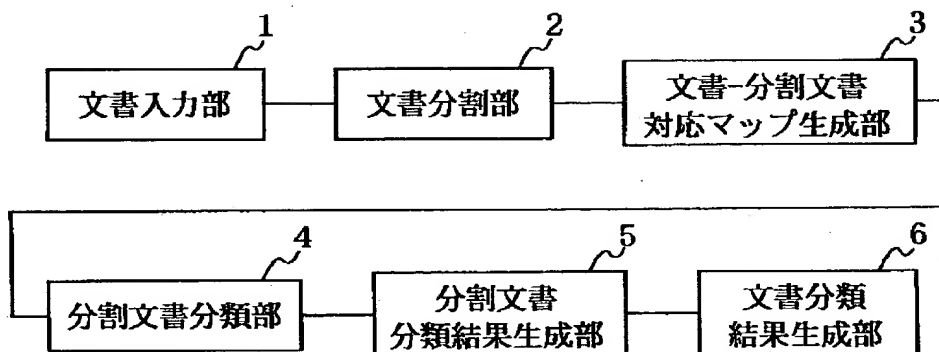 1
2
3
文書入力部
文書分割部
文書-分割文書
対応マップ生成部
4
5
6
分割文書分類部
分割文書
分類結果生成部
文書分類
結果生成部